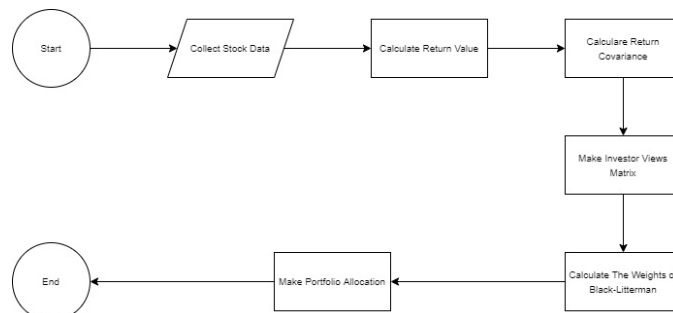 Start
Collect Stock Data
Calculate Return Value
Calculare Return
Covariance
Make Investor Views
Matrix
Calculate The Weights o
Black-Litterman
Make Portfolio Allocation
End